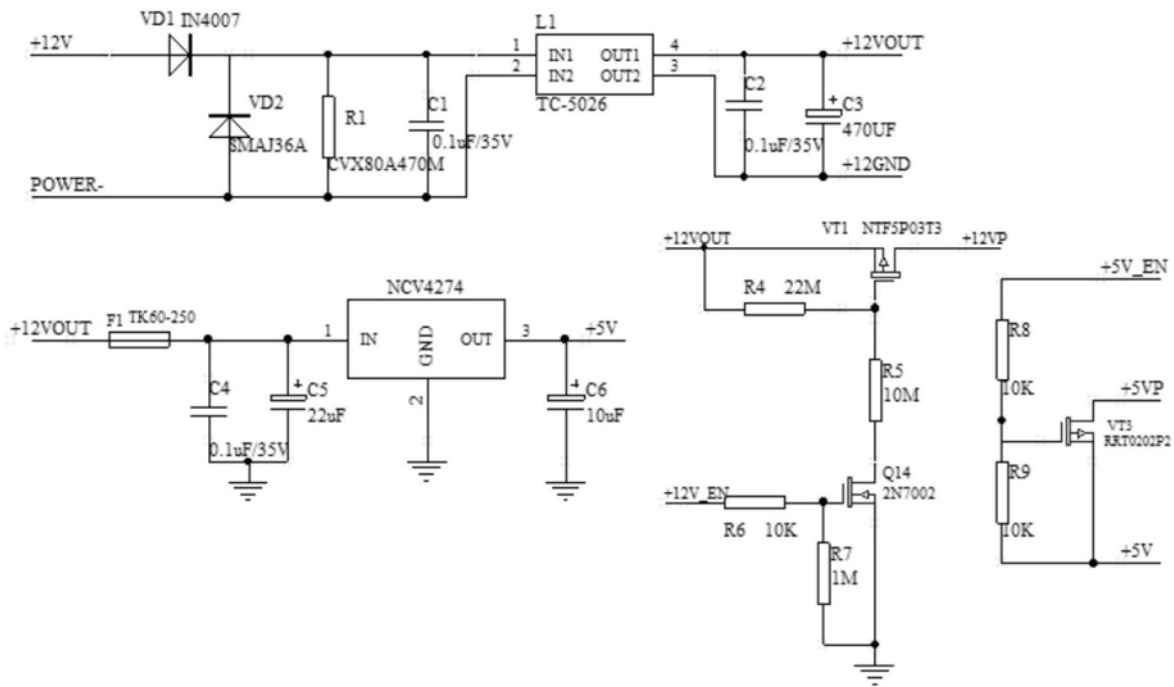 VD1 IN4007
+12V
VD2
SMAJ36A
R1
CVX80A470M
C1
0.1uF/35V
POWER-
L1
1
2
IN1
IN2
OUT1
OUT2
4
3
TC-5026
+12VOUT
C2
0.1uF/35V
C3
470UF
+12GND
+
+12VOUT
F1 TK60-250
C4
0.1uF/35V
+
C5
22uF
NCV4274
1
IN
GND
OUT
2
3
+5V
+
C6
10uF
+12VOUT
VT1 NTF5P03T3
+12VP
R4 22M
R5
10M
Q14
2N7002
+12V_EN
R6 10K
R7
1M
+5V_EN
R8
10K
+5VP
VT3
RRT0202P2
R9
10K
+5V